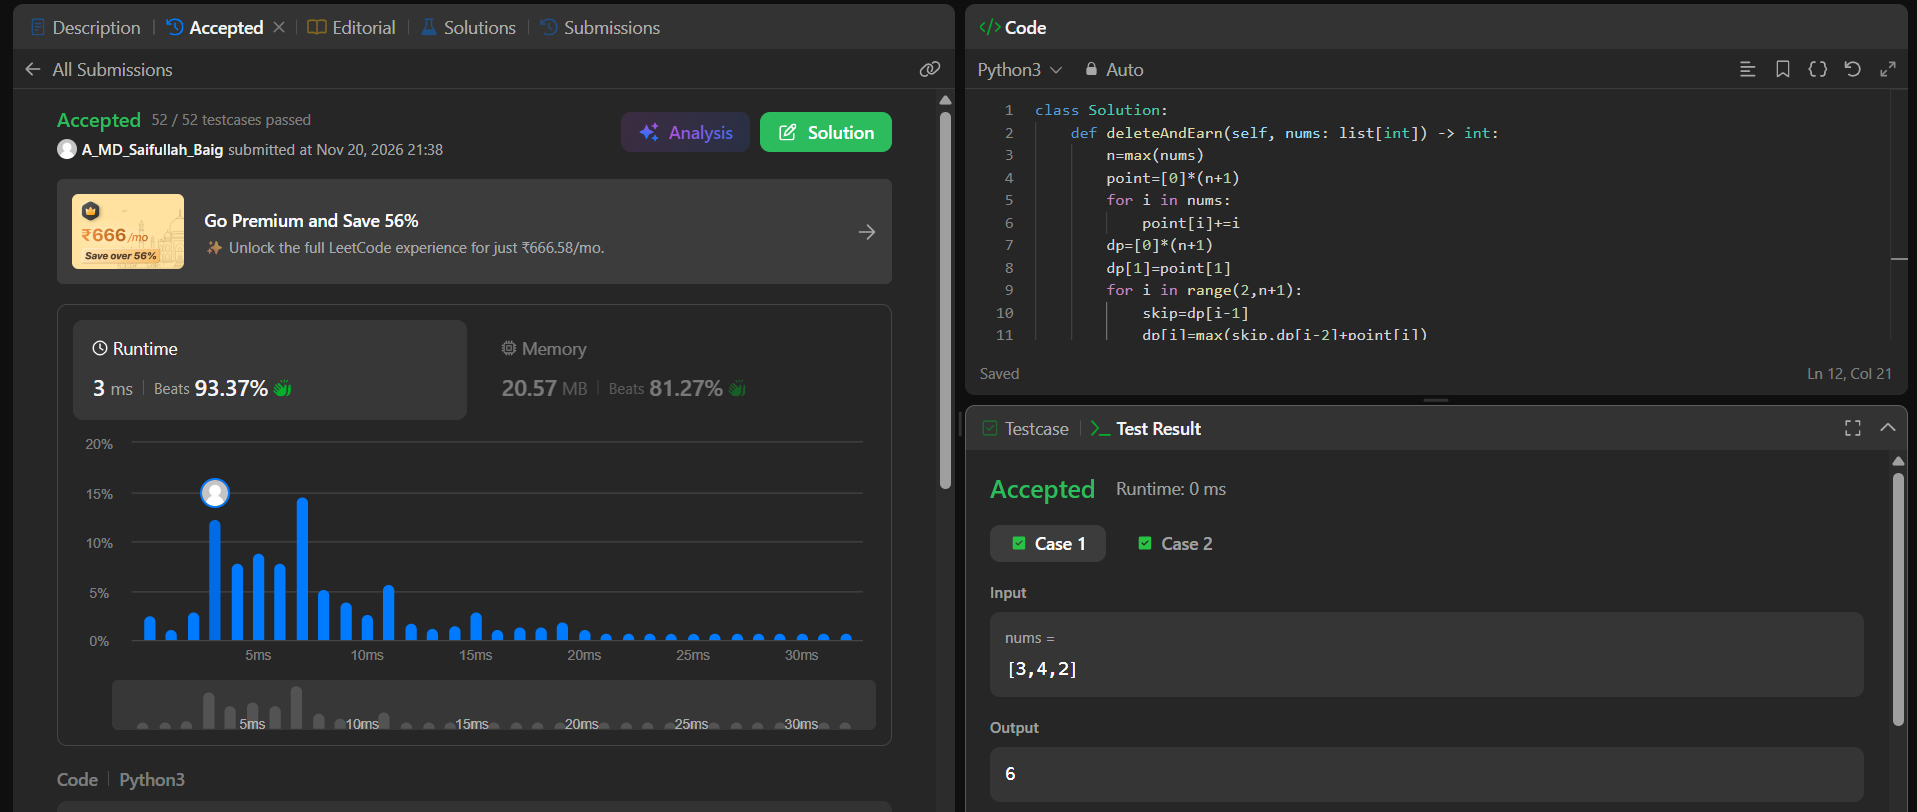 Description
Accepted
Editorial
Solutions
Submissions
All Submissions
Accepted 52 / 52 testcases passed
A_MD_Saifullah_Baig submitted at Nov 20, 2026 21:38
Analysis
Solution
₹666 /mo
Save over 56%
Go Premium and Save 56%
✨ Unlock the full LeetCode experience for just ₹666.58/mo.
Runtime
3 ms Beats 93.37%
Memory
20.57 MB Beats 81.27%
20%
15%
10%
5%
0%
5ms 10ms 15ms 20ms 25ms 30ms
5ms 10ms 15ms 20ms 25ms 30ms
Code Python3
</> Code
Python3 Auto
1 class Solution:
2 def deleteAndEarn(self, nums: list[int]) -> int:
3 n=max(nums)
4 point=[0]*(n+1)
5 for i in nums:
6 point[i]+=i
7 dp=[0]*(n+1)
8 dp[1]=point[1]
9 for i in range(2,n+1):
10 skip=dp[i-1]
11 dp[i]=max(skip,dp[i-2]+point[i])
Saved
Ln 12, Col 21
Testcase
Test Result
Accepted Runtime: 0 ms
Case 1
Case 2
Input
nums =
[3,4,2]
Output
6